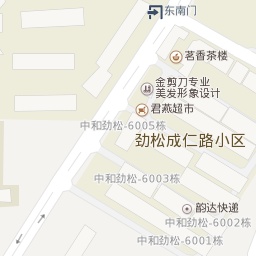 东南门
茗香茶楼
金剪刀专业
美发形象设计
君燕超市
中和劲松-6005栋
劲松成仁路小区
中和劲松-6003栋
韵达快递
中和劲松-6002栋
中和劲松-6001栋